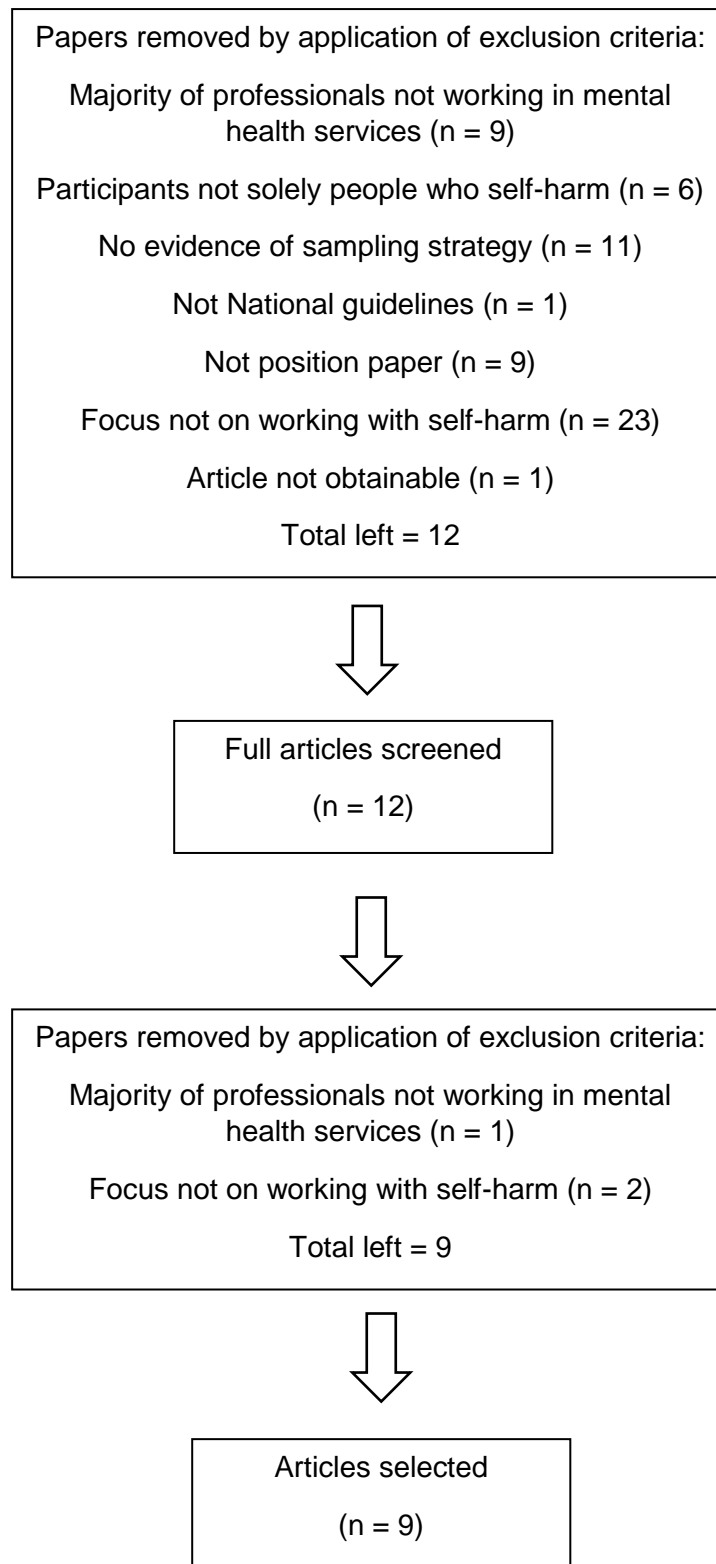 Papers removed by application of exclusion criteria:
Majority of professionals not working in mental
health services (n = 9)
Participants not solely people who self-harm (n = 6)
No evidence of sampling strategy (n = 11)
Not National guidelines (n = 1)
Not position paper (n = 9)
Focus not on working with self-harm (n = 23)
Article not obtainable (n = 1)
Total left = 12
Full articles screened
(n = 12)
Papers removed by application of exclusion criteria:
Majority of professionals not working in mental
health services (n = 1)
Focus not on working with self-harm (n = 2)
Total left = 9
Articles selected
(n = 9)